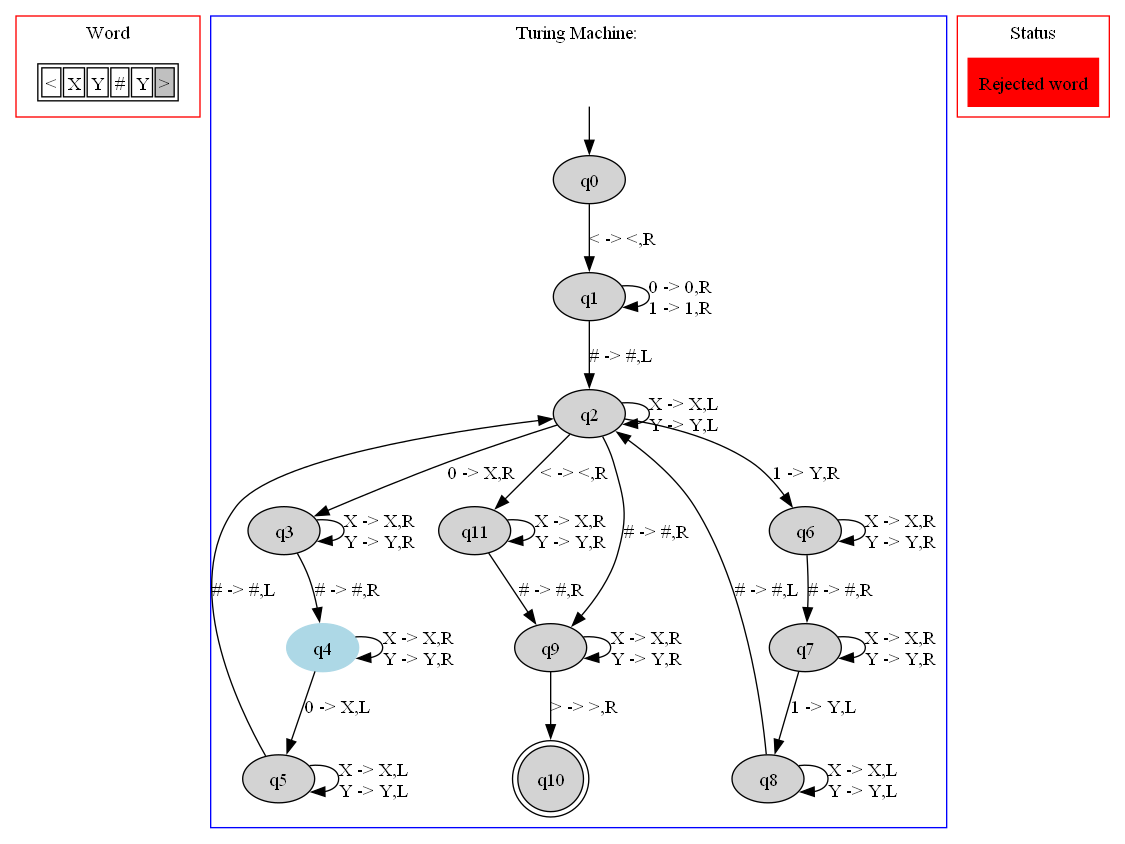 Word
< X Y # Y >
Turing Machine:
Status
Rejected word
q0
< -> <,R
q1
0 -> 0,R
1 -> 1,R
# -> #,L
q2
X -> X,L
Y -> Y,L
0 -> X,R
< -> <,R
# -> #,R
1 -> Y,R
q3
X -> X,R
Y -> Y,R
q11
X -> X,R
Y -> Y,R
q6
X -> X,R
Y -> Y,R
# -> #,L
# -> #,R
# -> #,R
# -> #,L
# -> #,R
q4
X -> X,R
Y -> Y,R
q9
X -> X,R
Y -> Y,R
q7
X -> X,R
Y -> Y,R
0 -> X,L
> -> >,R
1 -> Y,L
q5
X -> X,L
Y -> Y,L
q10
q8
X -> X,L
Y -> Y,L